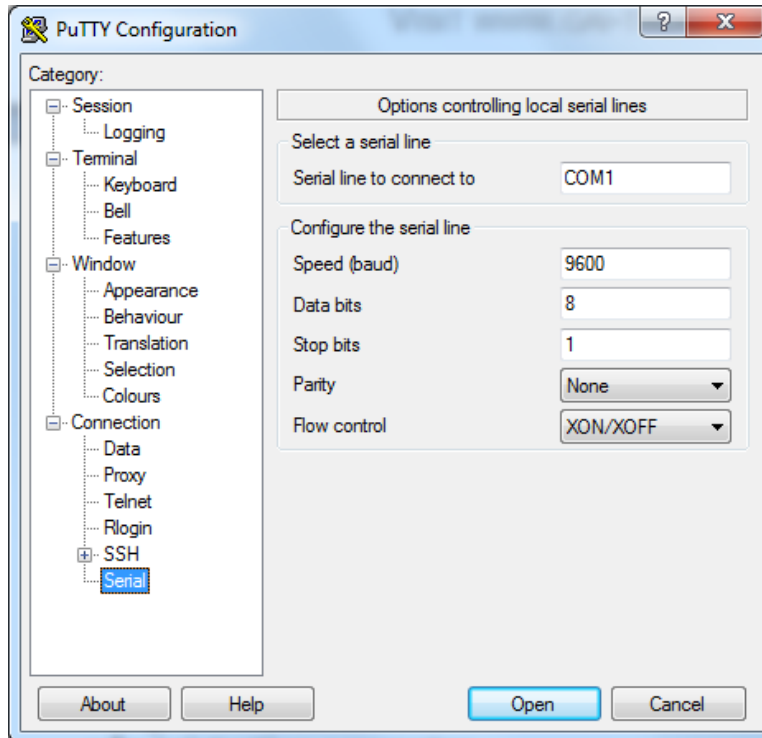 PuTTY Configuration
?
Category:
Session
Logging
Terminal
Keyboard
Bell
Features
Window
Appearance
Behaviour
Translation
Selection
Colours
Connection
Data
Proxy
Telnet
Rlogin
SSH
Serial
Options controlling local serial lines
Select a serial line
Serial line to connect to COM1
Configure the serial line
Speed (baud) 9600
Data bits 8
Stop bits 1
Parity None
Flow control XON/XOFF
About Help Open Cancel